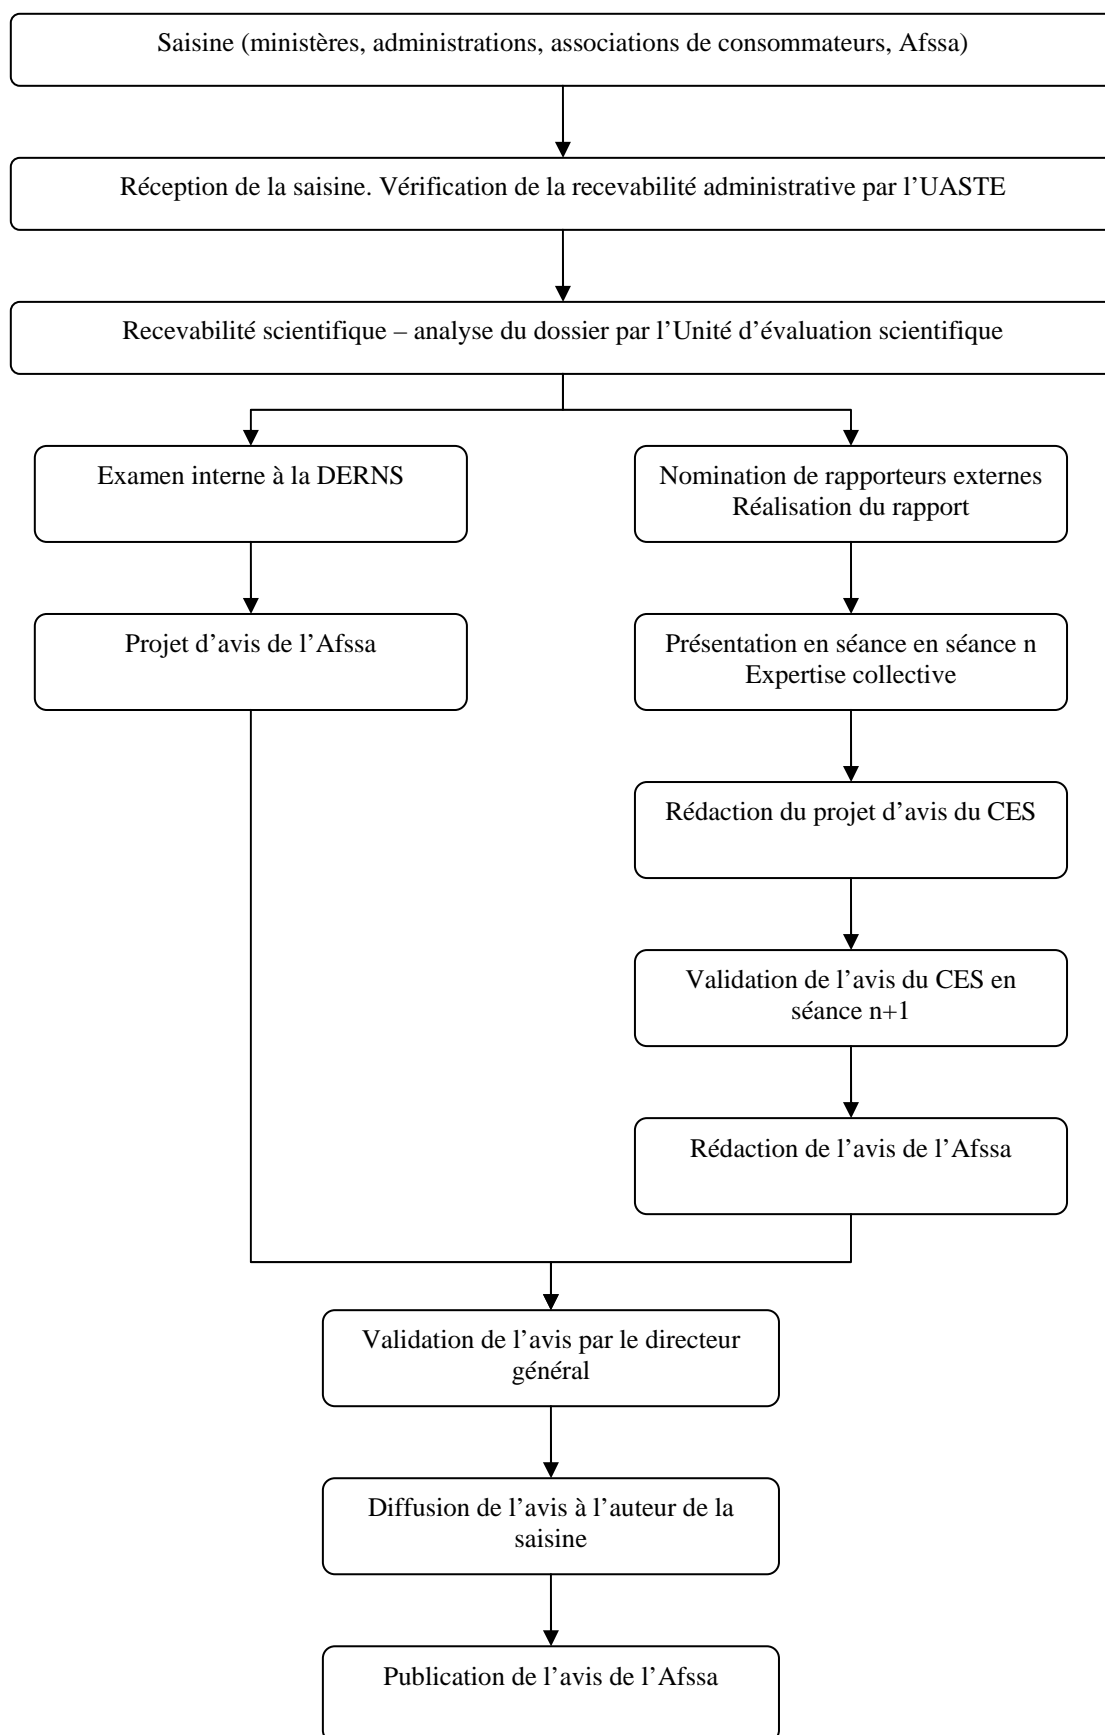 Saisine (ministères, administrations, associations de consommateurs, Afssa)
Réception de la saisine. Vérification de la recevabilité administrative par l’UASTE
Recevabilité scientifique – analyse du dossier par l’Unité d’évaluation scientifique
Examen interne à la DERNS
Projet d’avis de l’Afssa
Nomination de rapporteurs externes
Réalisation du rapport
Présentation en séance en séance n
Expertise collective
Rédaction du projet d’avis du CES
Validation de l’avis du CES en
séance n+1
Rédaction de l’avis de l’Afssa
Validation de l’avis par le directeur
général
Diffusion de l’avis à l’auteur de la
saisine
Publication de l’avis de l’Afssa